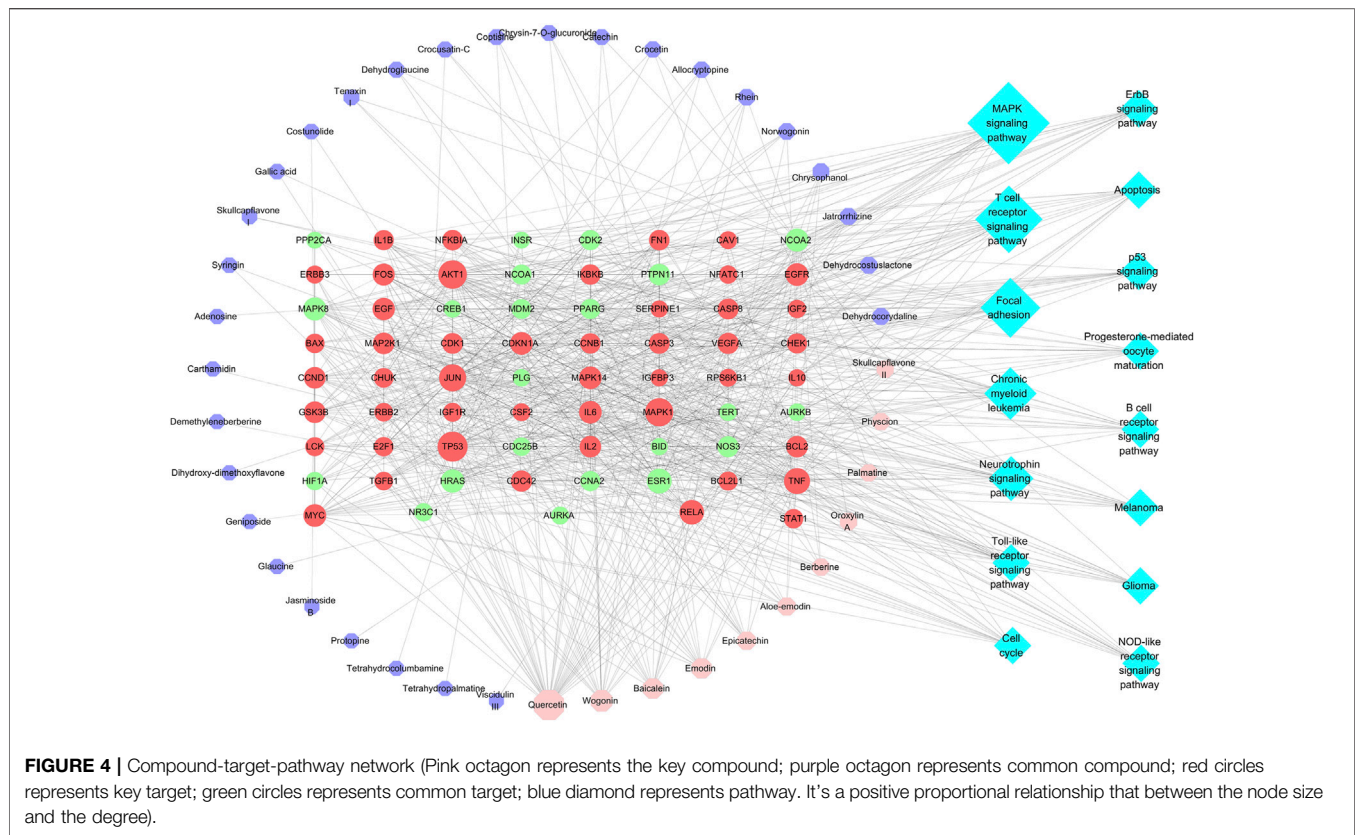 Chrysin-7-O-glucuronide
Coptisine
Catechin
Crocusatin-C
Crocetin
Dehydroglaucine
Allocryptopine
Tenaxin
I
Rhein
Costunolide
Norwogonin
Gallic acid
Chrysophanol
Skullcapflavone
I
Jatrorrhizine
Syringin
Dehydrocostuslactone
Adenosine
Dehydrocorydaline
Carthamidin
Skullcapflavone
II
Demethyleneberberine
Physcion
Dihydroxy-dimethoxyflavone
Palmatine
Geniposide
Oroxylin
A
Glaucine
Berberine
Jasminoside
B
Aloe-emodin
Protopine
Epicatechin
Tetrahydrocolumbamine
Emodin
Tetrahydropalmatine
Baicalein
Viscidulin
III
Quercetin
Wogonin
PPP2CA IL1B NFKBIA INSR CDK2 FN1 CAV1 NCOA2
ERBB3 FOS AKT1 NCOA1 IKBKB PTPN11 NFATC1 EGFR
MAPK8 EGF CREB1 MDM2 PPARG SERPINE1 CASP8 IGF2
BAX MAP2K1 CDK1 CDKN1A CCNB1 CASP3 VEGFA CHEK1
CCND1 CHUK JUN PLG MAPK14 IGFBP3 RPS6KB1 IL10
GSK3B ERBB2 IGF1R CSF2 IL6 MAPK1 TERT AURKB
LCK E2F1 TP53 CDC25B IL2 BID NOS3 BCL2
HIF1A TGFB1 HRAS CDC42 CCNA2 ESR1 BCL2L1 TNF
MYC NR3C1 AURKA RELA STAT1
MAPK
signaling
pathway
T cell
receptor
signaling
pathway
Focal
adhesion
Chronic
myeloid
leukemia
Neurotrophin
signaling
pathway
Toll-like
receptor
signaling
pathway
Cell
cycle
ErbB
signaling
pathway
Apoptosis
p53
signaling
pathway
Progesterone-mediated
oocyte
maturation
B cell
receptor
signaling
pathway
Melanoma
Glioma
NOD-like
receptor
signaling
pathway
FIGURE 4 | Compound-target-pathway network (Pink octagon represents the key compound; purple octagon represents common compound; red circles
represents key target; green circles represents common target; blue diamond represents pathway. It's a positive proportional relationship that between the node size
and the degree).